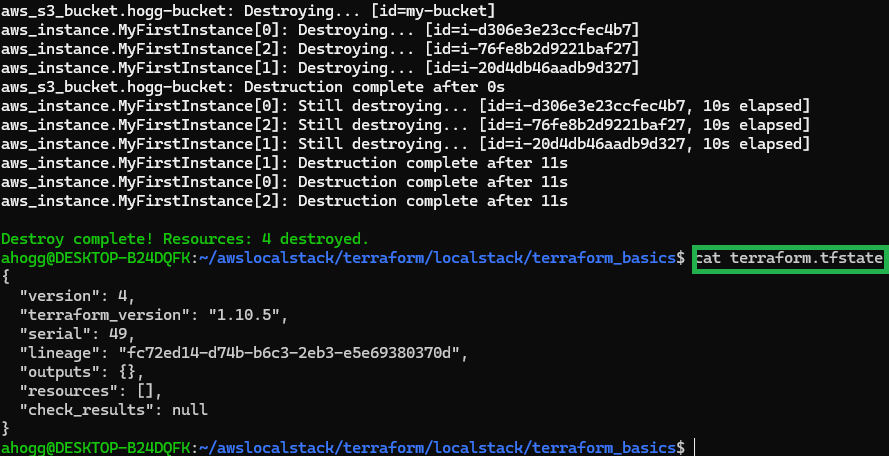 aws_s3_bucket.hogg-bucket: Destroying... [id=my-bucket]
aws_instance.MyFirstInstance[0]: Destroying... [id=i-d306e3e23ccfec4b7]
aws_instance.MyFirstInstance[2]: Destroying... [id=i-76fe8b2d9221baf27]
aws_instance.MyFirstInstance[1]: Destroying... [id=i-20d4db46aadb9d327]
aws_s3_bucket.hogg-bucket: Destruction complete after 0s
aws_instance.MyFirstInstance[0]: Still destroying... [id=i-d306e3e23ccfec4b7, 10s elapsed]
aws_instance.MyFirstInstance[2]: Still destroying... [id=i-76fe8b2d9221baf27, 10s elapsed]
aws_instance.MyFirstInstance[1]: Still destroying... [id=i-20d4db46aadb9d327, 10s elapsed]
aws_instance.MyFirstInstance[1]: Destruction complete after 11s
aws_instance.MyFirstInstance[0]: Destruction complete after 11s
aws_instance.MyFirstInstance[2]: Destruction complete after 11s
Destroy complete! Resources: 4 destroyed.
ahogg@DESKTOP-B24DQFK:~/awslocalstack/terraform/localstack/terraform_basics$ cat terraform.tfstate
{
  "version": 4,
  "terraform_version": "1.10.5",
  "serial": 49,
  "lineage": "fc72ed14-d74b-b6c3-2eb3-e5e69380370d",
  "outputs": {},
  "resources": [],
  "check_results": null
}
ahogg@DESKTOP-B24DQFK:~/awslocalstack/terraform/localstack/terraform_basics$